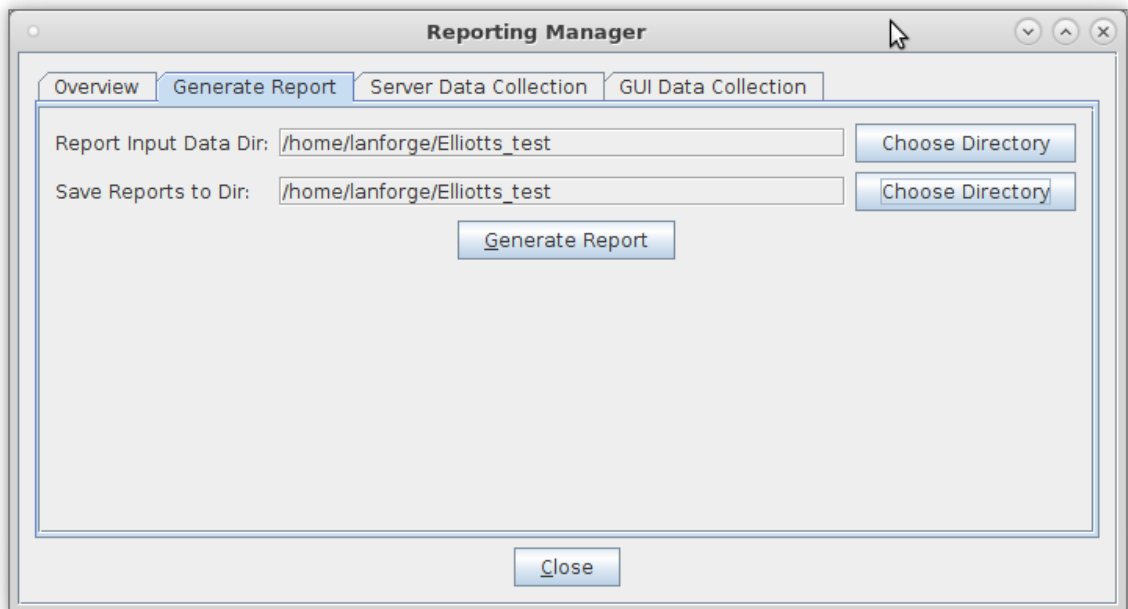 Reporting Manager
Overview Generate Report Server Data Collection GUI Data Collection
Report Input Data Dir: /home/lanforge/Elliotts_test Choose Directory
Save Reports to Dir: /home/lanforge/Elliotts_test Choose Directory
Generate Report
Close